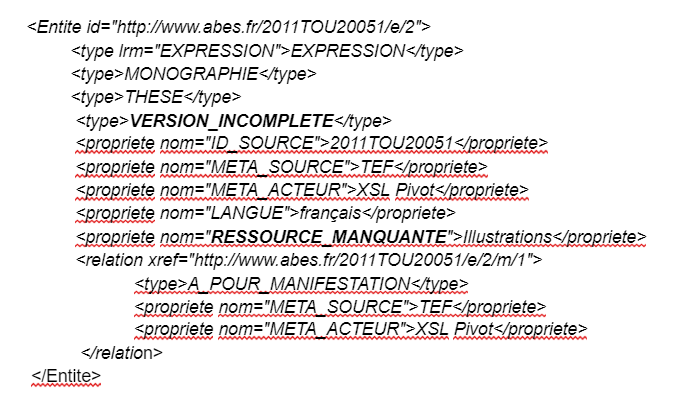 <Entite id="http://www.abes.fr/2011TOU20051/e/2">
<type lrm="EXPRESSION">EXPRESSION</type>
<type>MONOGRAPHIE</type>
<type>THESE</type>
<type>VERSION_INCOMPLETE</type>
<propriete nom="ID_SOURCE">2011TOU20051</propriete>
<propriete nom="META_SOURCE">TEF</propriete>
<propriete nom="META_ACTEUR">XSL Pivot</propriete>
<propriete nom="LANGUE">français</propriete>
<propriete nom="RESSOURCE_MANQUANTE">Illustrations</propriete>
<relation xref="http://www.abes.fr/2011TOU20051/e/2/m/1">
<type>A_POUR_MANIFESTATION</type>
<propriete nom="META_SOURCE">TEF</propriete>
<propriete nom="META_ACTEUR">XSL Pivot</propriete>
</relation>
</Entite>